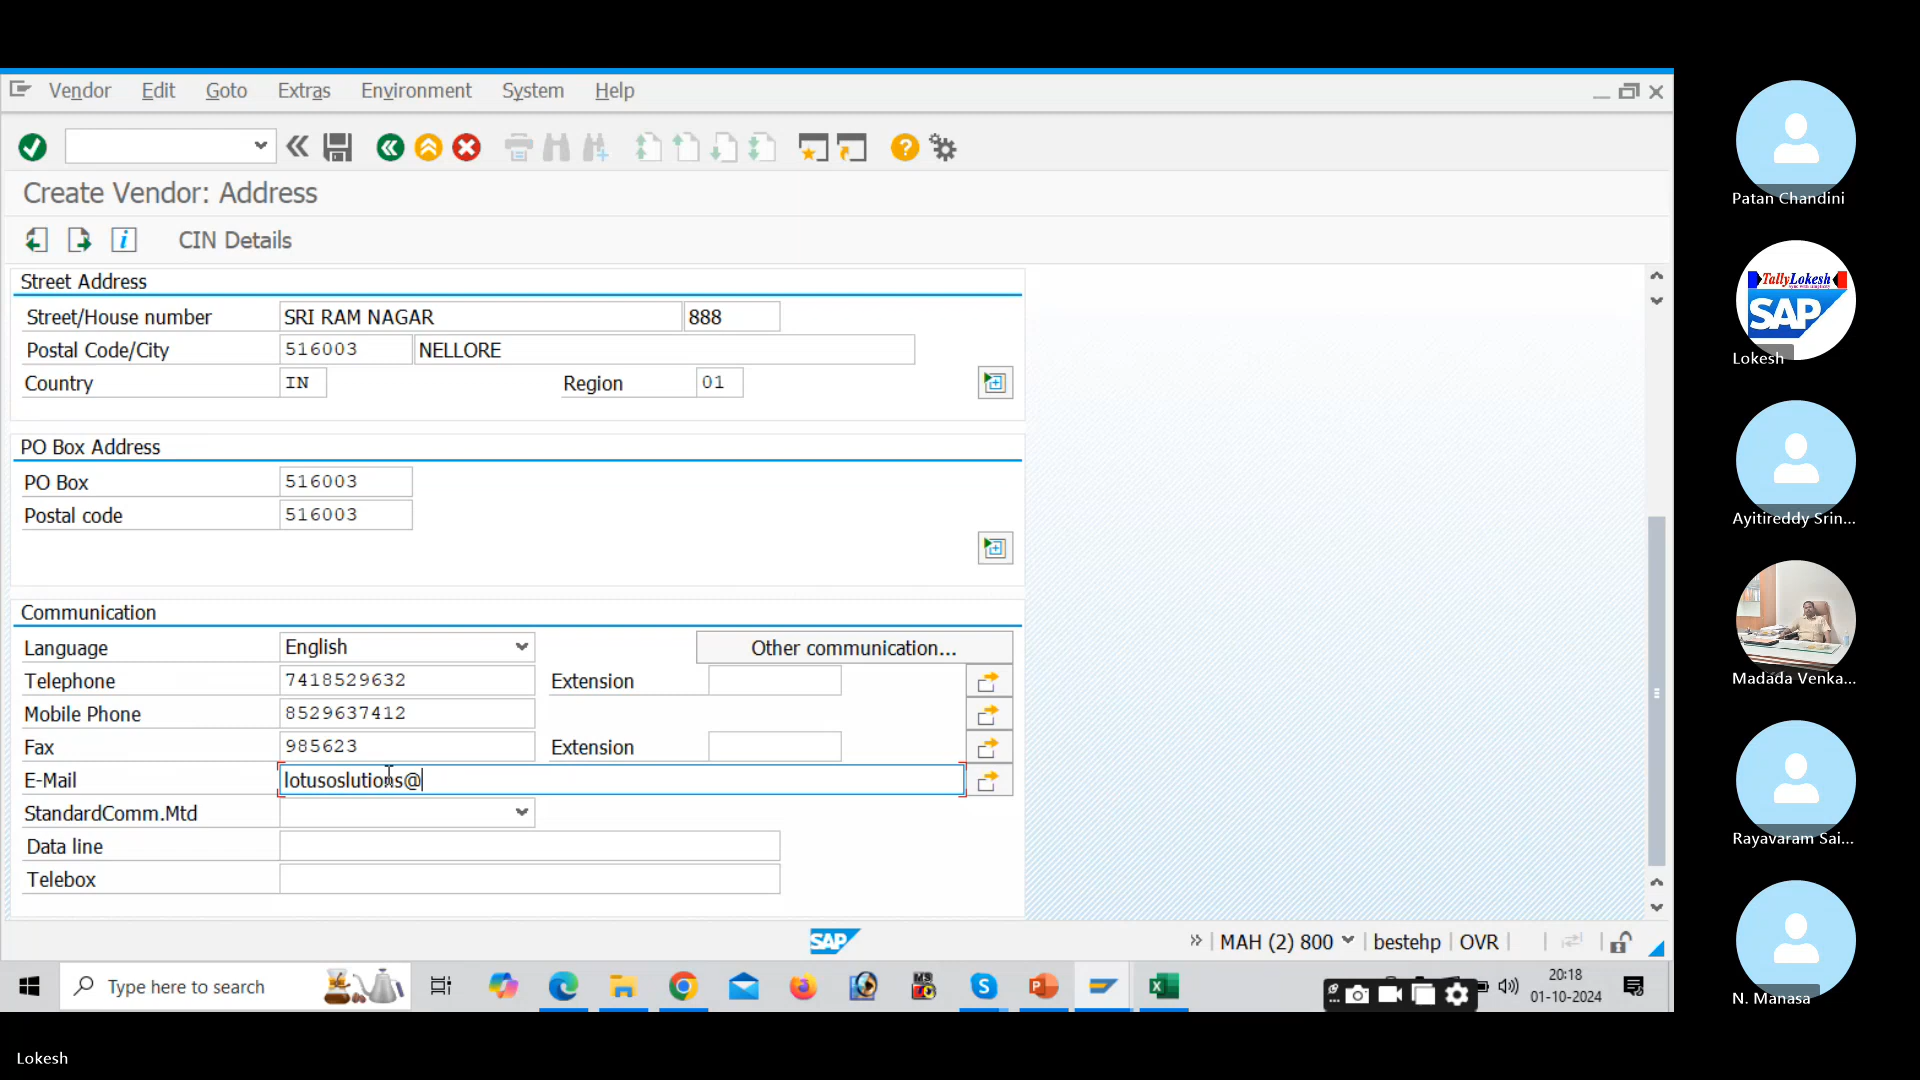 Vendor Edit Goto Extras Environment System Help
Create Vendor: Address
CIN Details
Street Address
Street/House number SRI RAM NAGAR 888
Postal Code/City 516003 NELLORE
Country IN Region 01
PO Box Address
PO Box 516003
Postal code 516003
Communication
Language English Other communication...
Telephone 7418529632 Extension
Mobile Phone 8529637412
Fax 985623 Extension
E-Mail lotusoslutions@
StandardComm.Mtd
Data line
Telebox
SAP MAH (2) 800 bestehp OVR
Type here to search
20:18
01-10-2024
Patan Chandini
TallyLokesh
SAP
Lokesh
Ayitireddy Srin...
Madada Venka...
Rayavaram Sai...
N. Manasa
Lokesh